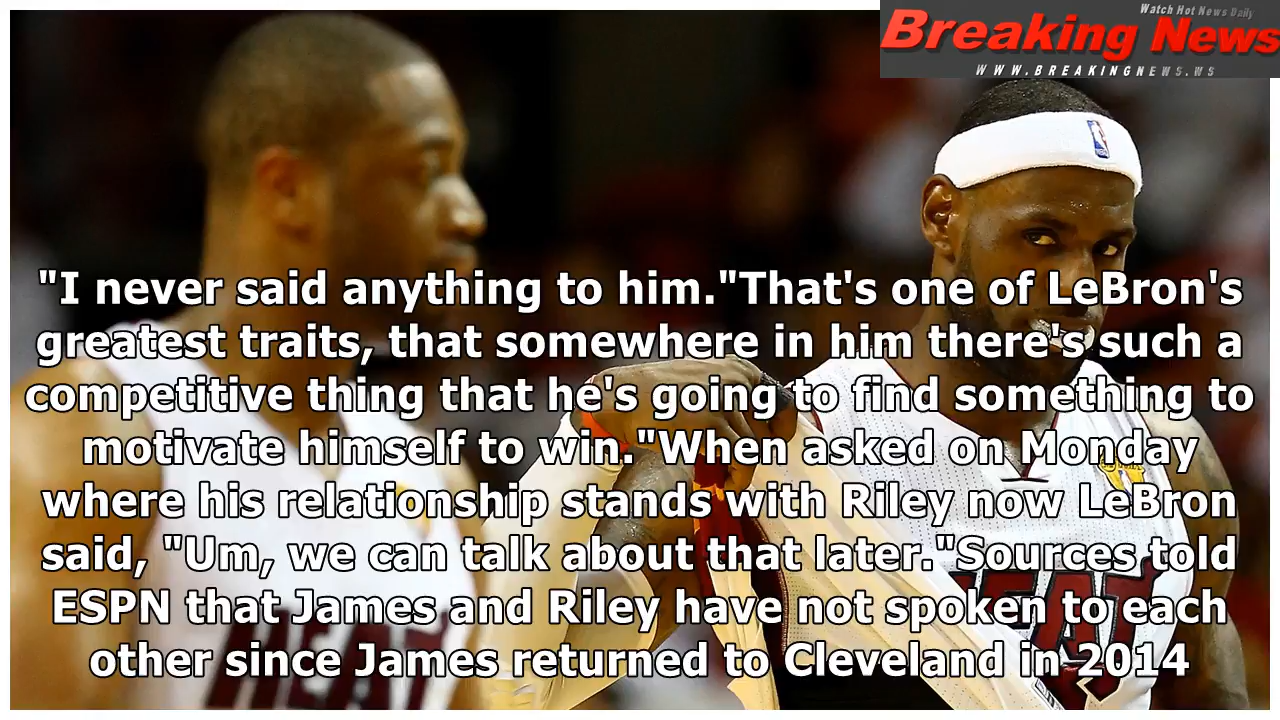 Watch Hot News Daily
Breaking News
WWW.BREAKINGNEWS.WS
"I never said anything to him."That's one of LeBron's
greatest traits, that somewhere in him there's such a
competitive thing that he's going to find something to
motivate himself to win."When asked on Monday
where his relationship stands with Riley now LeBron
said, "Um, we can talk about that later."Sources told
ESPN that James and Riley have not spoken to each
other since James returned to Cleveland in 2014
HEAT
HEAT